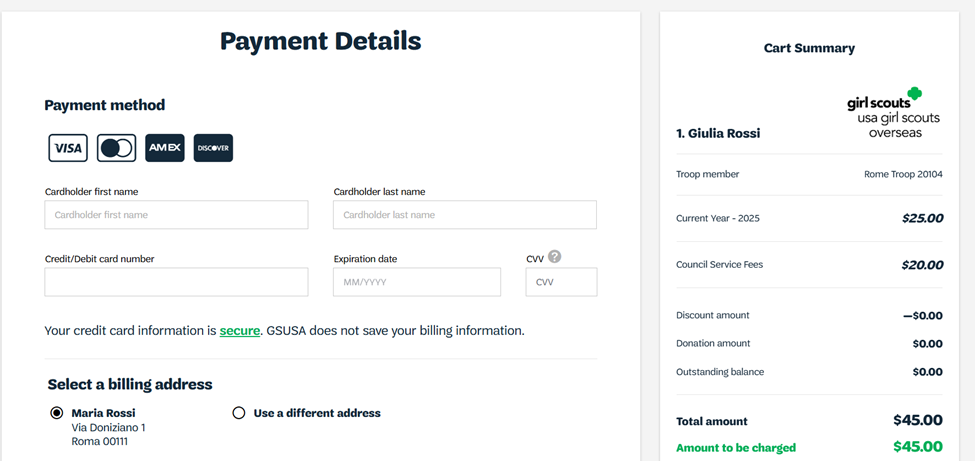 Payment Details
Payment method
VISA
AMEX
DISCOVER
Cardholder first name
Cardholder last name
Cardholder first name
Cardholder last name
Credit/Debit card number
Expiration date
CVV ?
MM/YYYY
CVV
Your credit card information is secure. GSUSA does not save your billing information.
Select a billing address
Maria Rossi
Via Doniziano 1
Roma 00111
Use a different address
Cart Summary
girl scouts
usa girl scouts
overseas
1. Giulia Rossi
Troop member Rome Troop 20104
Current Year - 2025 $25.00
Council Service Fees $20.00
Discount amount –$0.00
Donation amount $0.00
Outstanding balance $0.00
Total amount $45.00
Amount to be charged $45.00